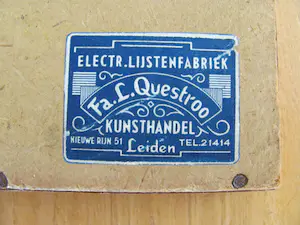 ELECTR. LIJSTENFABRIEK
Fa. L. Questroo
KUNSTHANDEL
NIEUWE RIJN 51 Leiden TEL. 21414